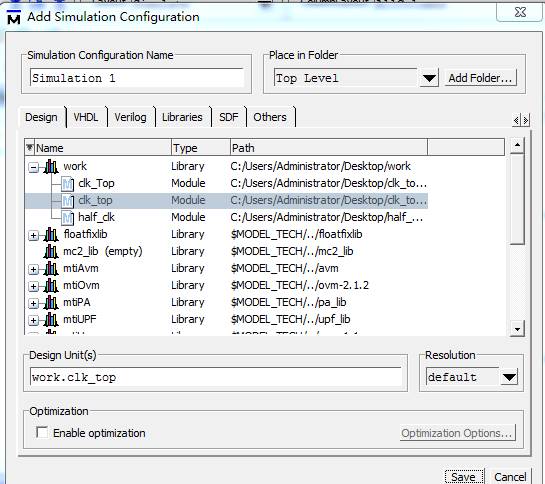 Add Simulation Configuration
Simulation Configuration Name
Place in Folder
Simulation 1
Top Level
Add Folder...
Design VHDL Verilog Libraries SDF Others
Name Type Path
work Library C:/Users/Administrator/Desktop/work
clk_Top Module C:/Users/Administrator/Desktop/clk_to...
clk_top Module C:/Users/Administrator/Desktop/clk_to...
half_clk Module C:/Users/Administrator/Desktop/half_...
floatfixlib Library $MODEL_TECH/../floatfixlib
mc2_lib (empty) Library $MODEL_TECH/../mc2_lib
mtiAvm Library $MODEL_TECH/../avm
mtiOvm Library $MODEL_TECH/../ovm-2.1.2
mtiPA Library $MODEL_TECH/../pa_lib
mtiUPF Library $MODEL_TECH/../upf_lib
Design Unit(s)
Resolution
work.clk_top
default
Optimization
Enable optimization
Optimization Options...
Save Cancel